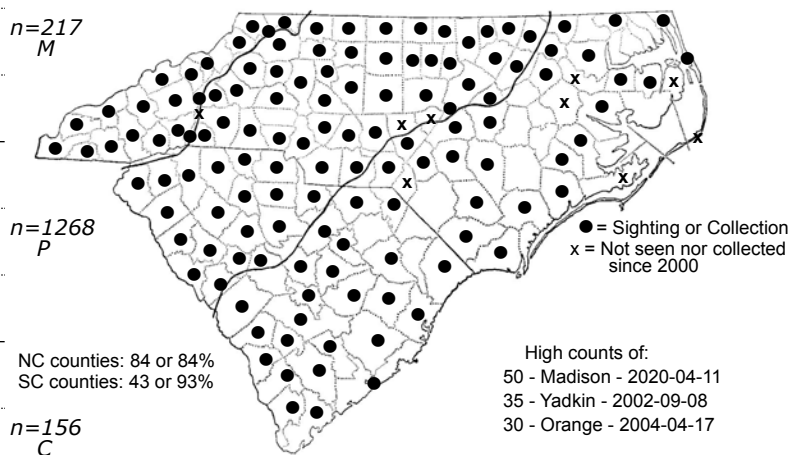 n=217
M
n=1268
P
n=156
C
● = Sighting or Collection
x = Not seen nor collected
since 2000
NC counties: 84 or 84%
SC counties: 43 or 93%
High counts of:
50 - Madison - 2020-04-11
35 - Yadkin - 2002-09-08
30 - Orange - 2004-04-17
x
x
x
x
x
x
x
x